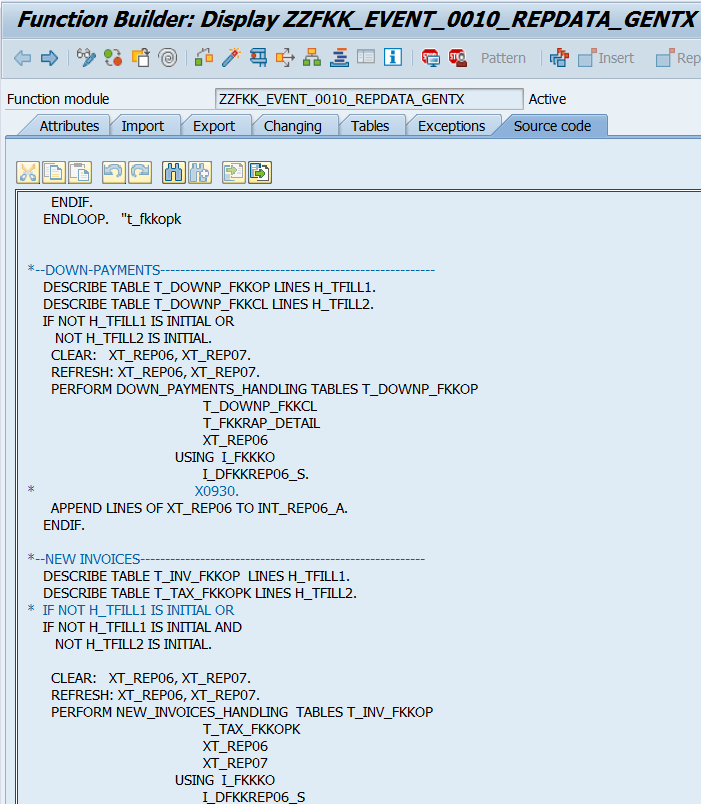 Function Builder: Display ZZFKK_EVENT_0010_REPDATA_GENTX
Pattern Insert Rep
Function module ZZFKK_EVENT_0010_REPDATA_GENTX Active
Attributes Import Export Changing Tables Exceptions Source code
ENDIF.
ENDLOOP. "t_fkkopk
*--DOWN-PAYMENTS-------------------------------------------------------
DESCRIBE TABLE T_DOWNP_FKKOP LINES H_TFILL1.
DESCRIBE TABLE T_DOWNP_FKKCL LINES H_TFILL2.
IF NOT H_TFILL1 IS INITIAL OR
NOT H_TFILL2 IS INITIAL.
CLEAR: XT_REP06, XT_REP07.
REFRESH: XT_REP06, XT_REP07.
PERFORM DOWN_PAYMENTS_HANDLING TABLES T_DOWNP_FKKOP
T_DOWNP_FKKCL
T_FKKRAP_DETAIL
XT_REP06
USING I_FKKKO
I_DFKKREP06_S.
* X0930.
APPEND LINES OF XT_REP06 TO INT_REP06_A.
ENDIF.
*--NEW INVOICES---------------------------------------------------------
DESCRIBE TABLE T_INV_FKKOP LINES H_TFILL1.
DESCRIBE TABLE T_TAX_FKKOPK LINES H_TFILL2.
* IF NOT H_TFILL1 IS INITIAL OR
IF NOT H_TFILL1 IS INITIAL AND
NOT H_TFILL2 IS INITIAL.
CLEAR: XT_REP06, XT_REP07.
REFRESH: XT_REP06, XT_REP07.
PERFORM NEW_INVOICES_HANDLING TABLES T_INV_FKKOP
T_TAX_FKKOPK
XT_REP06
XT_REP07
USING I_FKKKO
I_DFKKREP06_S